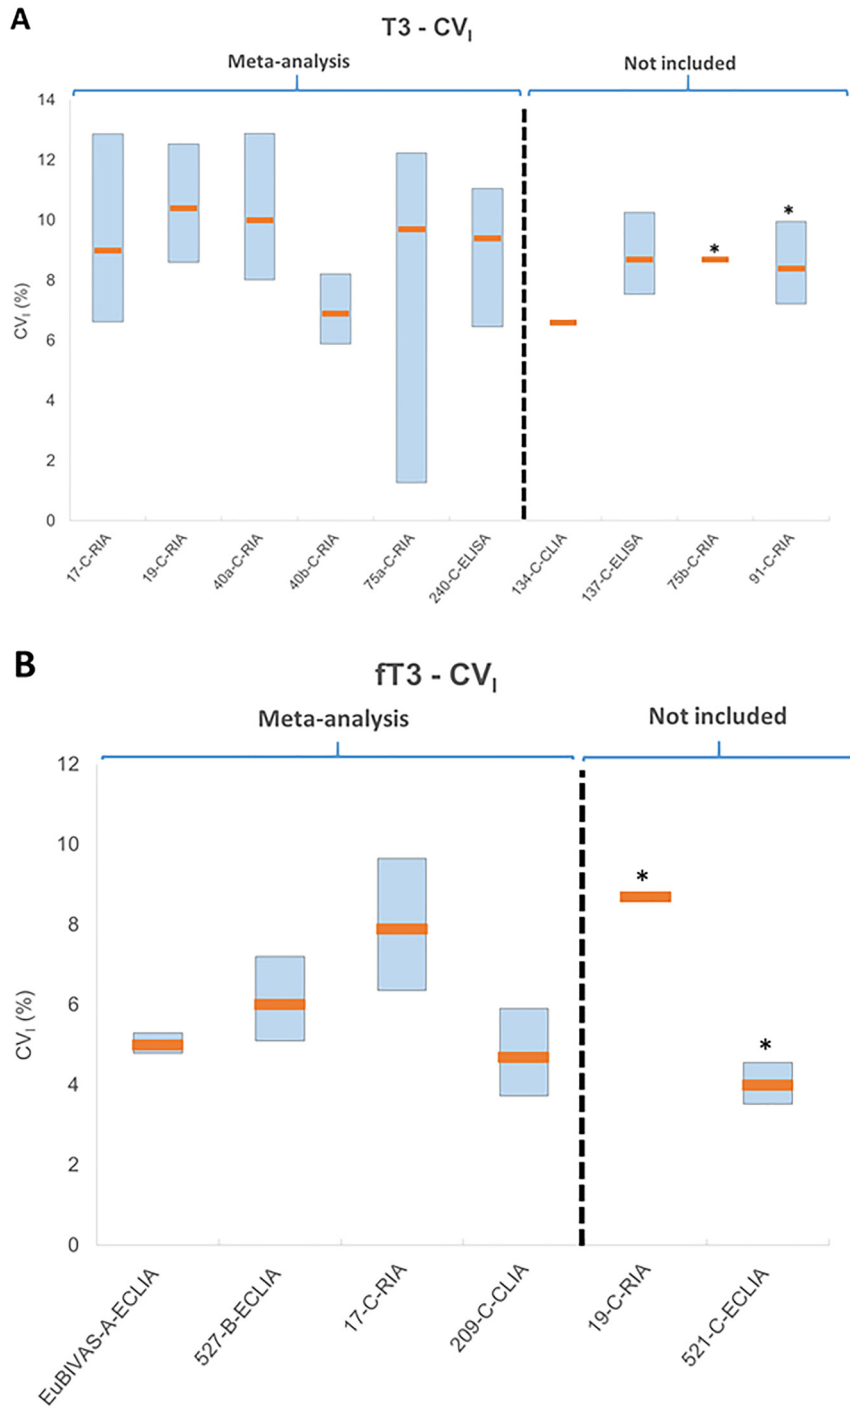 A
T3 - CVI
Meta-analysis
Not included
14
12
10
8
6
4
2
0
CVI (%)
*
*
17-C-RIA
19-C-RIA
40a-C-RIA
40b-C-RIA
75a-C-RIA
240-C-ELISA
134-C-CLIA
137-C-ELISA
75b-C-RIA
91-C-RIA
B
fT3 - CVI
Meta-analysis
Not included
12
10
8
6
4
2
0
CVI (%)
*
*
EuBIVAS-A-ECLIA
527-B-ECLIA
17-C-RIA
209-C-CLIA
19-C-RIA
521-C-ECLIA